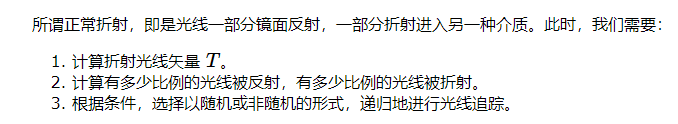 所谓正常折射，即是光线一部分镜面反射，一部分折射进入另一种介质。此时，我们需要：
1. 计算折射光线矢量 T。
2. 计算有多少比例的光线被反射，有多少比例的光线被折射。
3. 根据条件，选择以随机或非随机的形式，递归地进行光线追踪。